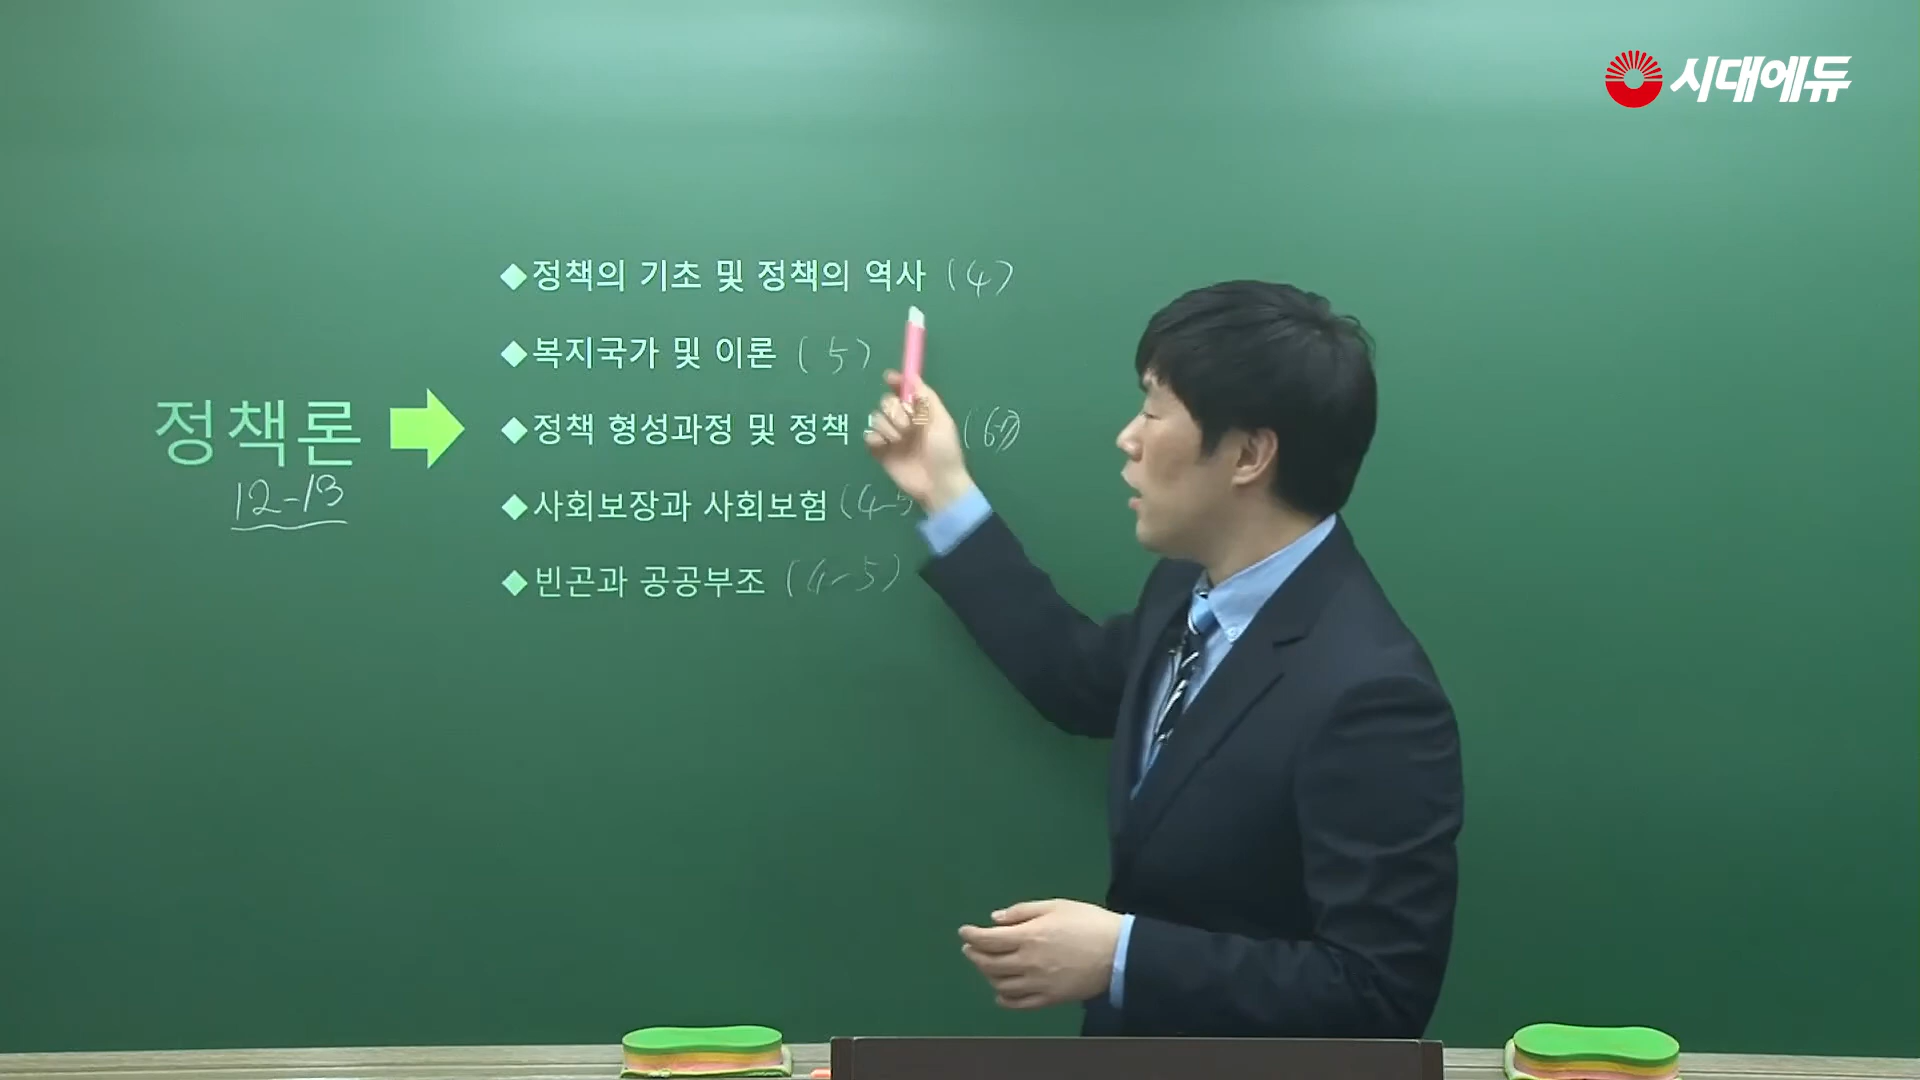 시대에듀
◆정책의 기초 및 정책의 역사 (4)
◆복지국가 및 이론 (5)
◆정책 형성과정 및 정책
정책론
12-13
◆사회보장과 사회보험 (4-5
◆빈곤과 공공부조 (4-5)